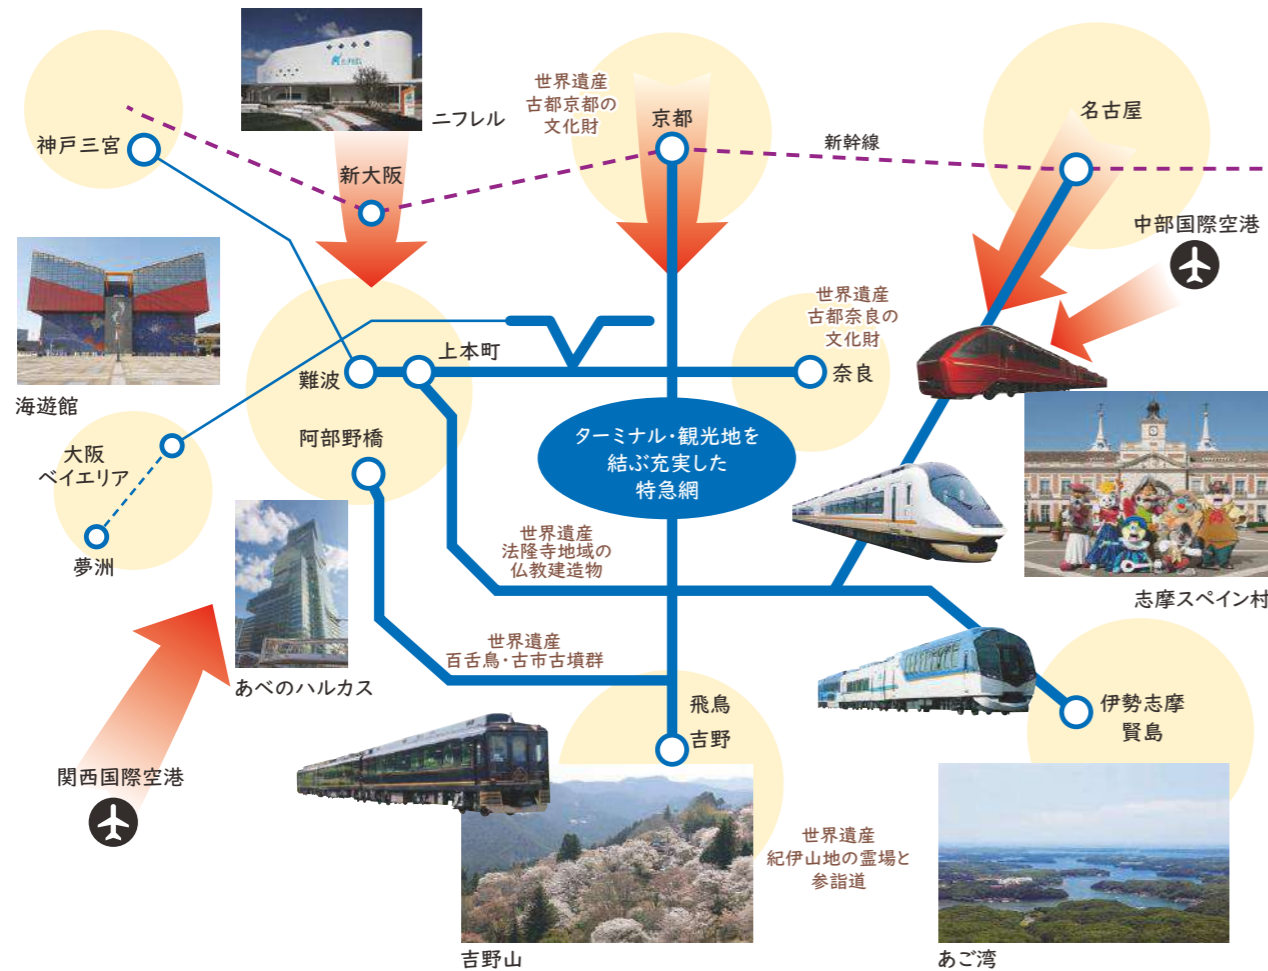 ニフレル
世界遺産
古都京都の
文化財
京都
名古屋
新幹線
神戸三宮
新大阪
中部国際空港
世界遺産
古都奈良の
文化財
上本町
難波
奈良
海遊館
阿部野橋
大阪
ベイエリア
ターミナル・観光地を
結ぶ充実した
特急網
夢洲
世界遺産
法隆寺地域の
仏教建造物
志摩スペイン村
世界遺産
百舌鳥・古市古墳群
あべのハルカス
飛鳥
吉野
伊勢志摩
賢島
関西国際空港
世界遺産
紀伊山地の霊場と
参詣道
吉野山
あご湾